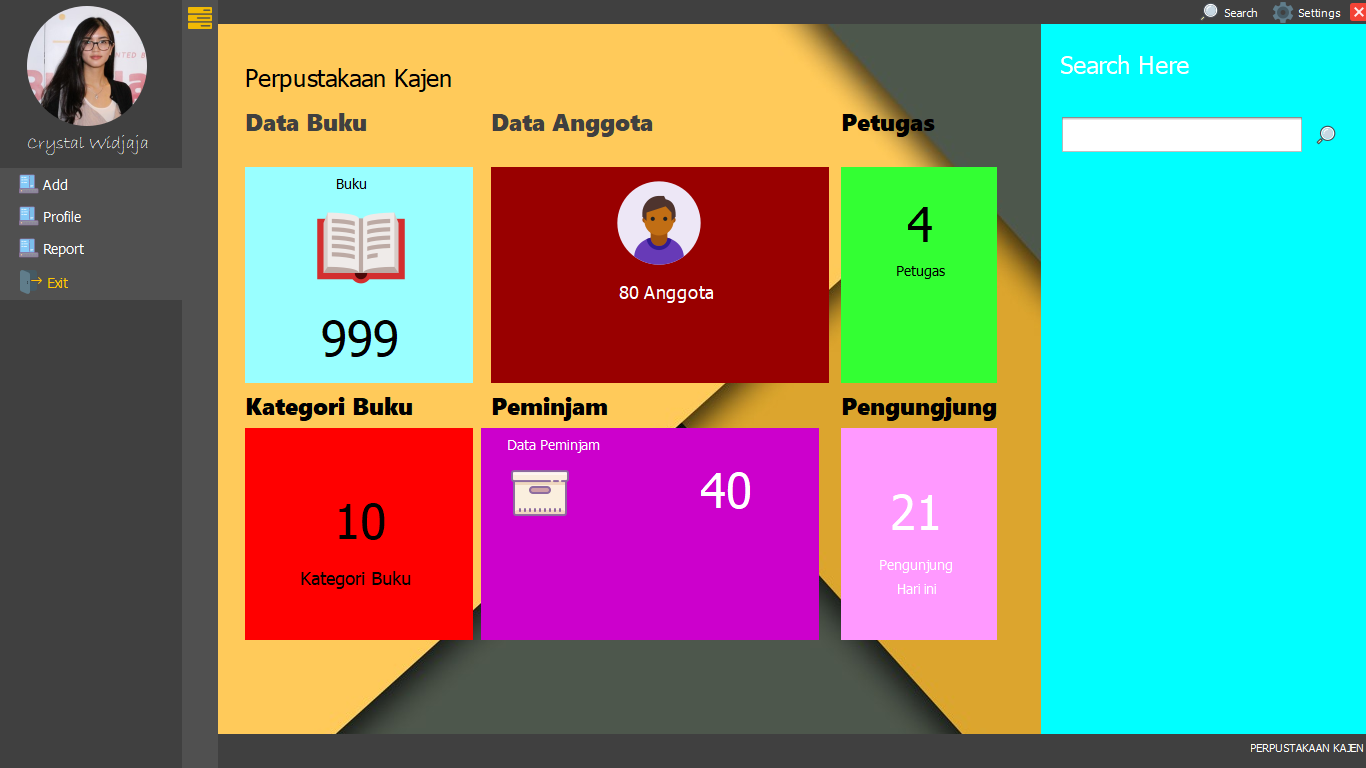 Search
Settings
Crystal Widjaja
Add
Profile
Report
Exit
Perpustakaan Kajen
Data Buku
Data Anggota
Petugas
Buku
999
80 Anggota
4
Petugas
Kategori Buku
Peminjam
Pengungjung
10
Kategori Buku
Data Peminjam
40
21
Pengunjung
Hari ini
Search Here
PERPUSTAKAAN KAJEN